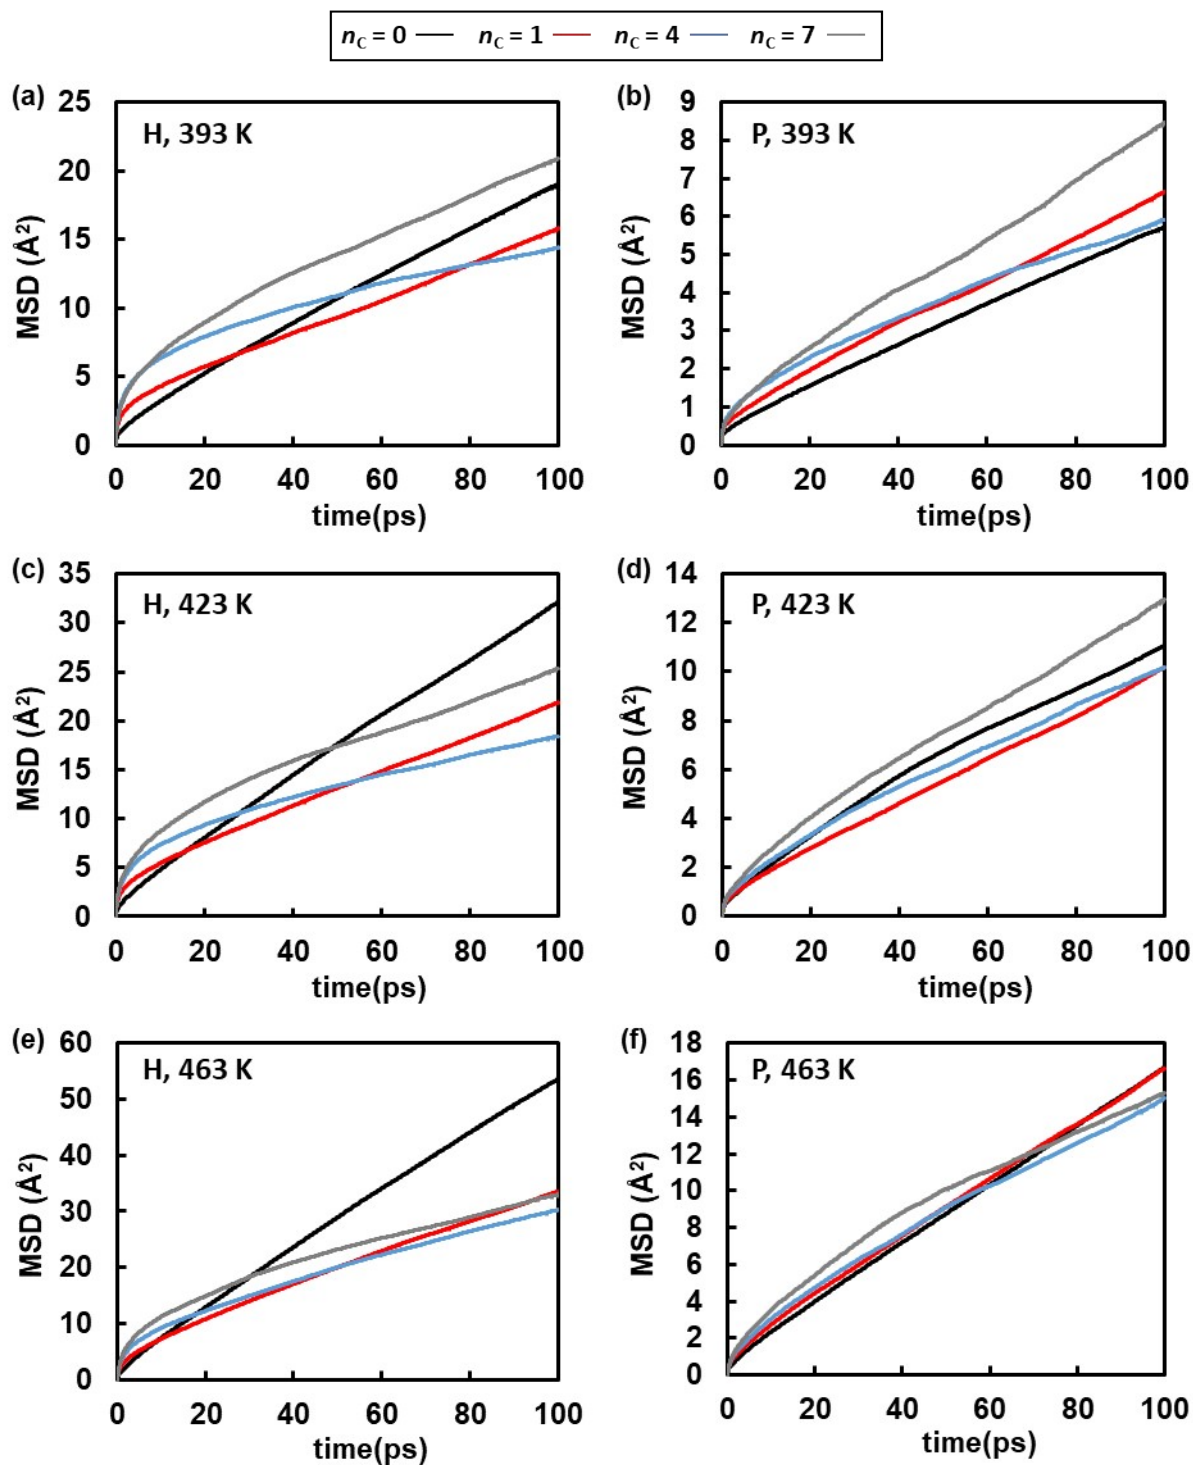 nC = 0 nC = 1 nC = 4 nC = 7
(a)
H, 393 K
MSD (Å²)
25
20
15
10
5
0
0 20 40 60 80 100
time(ps)
(b)
P, 393 K
MSD (Å²)
9
8
7
6
5
4
3
2
1
0
0 20 40 60 80 100
time(ps)
(c)
H, 423 K
MSD (Å²)
35
30
25
20
15
10
5
0
0 20 40 60 80 100
time(ps)
(d)
P, 423 K
MSD (Å²)
14
12
10
8
6
4
2
0
0 20 40 60 80 100
time(ps)
(e)
H, 463 K
MSD (Å²)
60
50
40
30
20
10
0
0 20 40 60 80 100
time(ps)
(f)
P, 463 K
MSD (Å²)
18
16
14
12
10
8
6
4
2
0
0 20 40 60 80 100
time(ps)